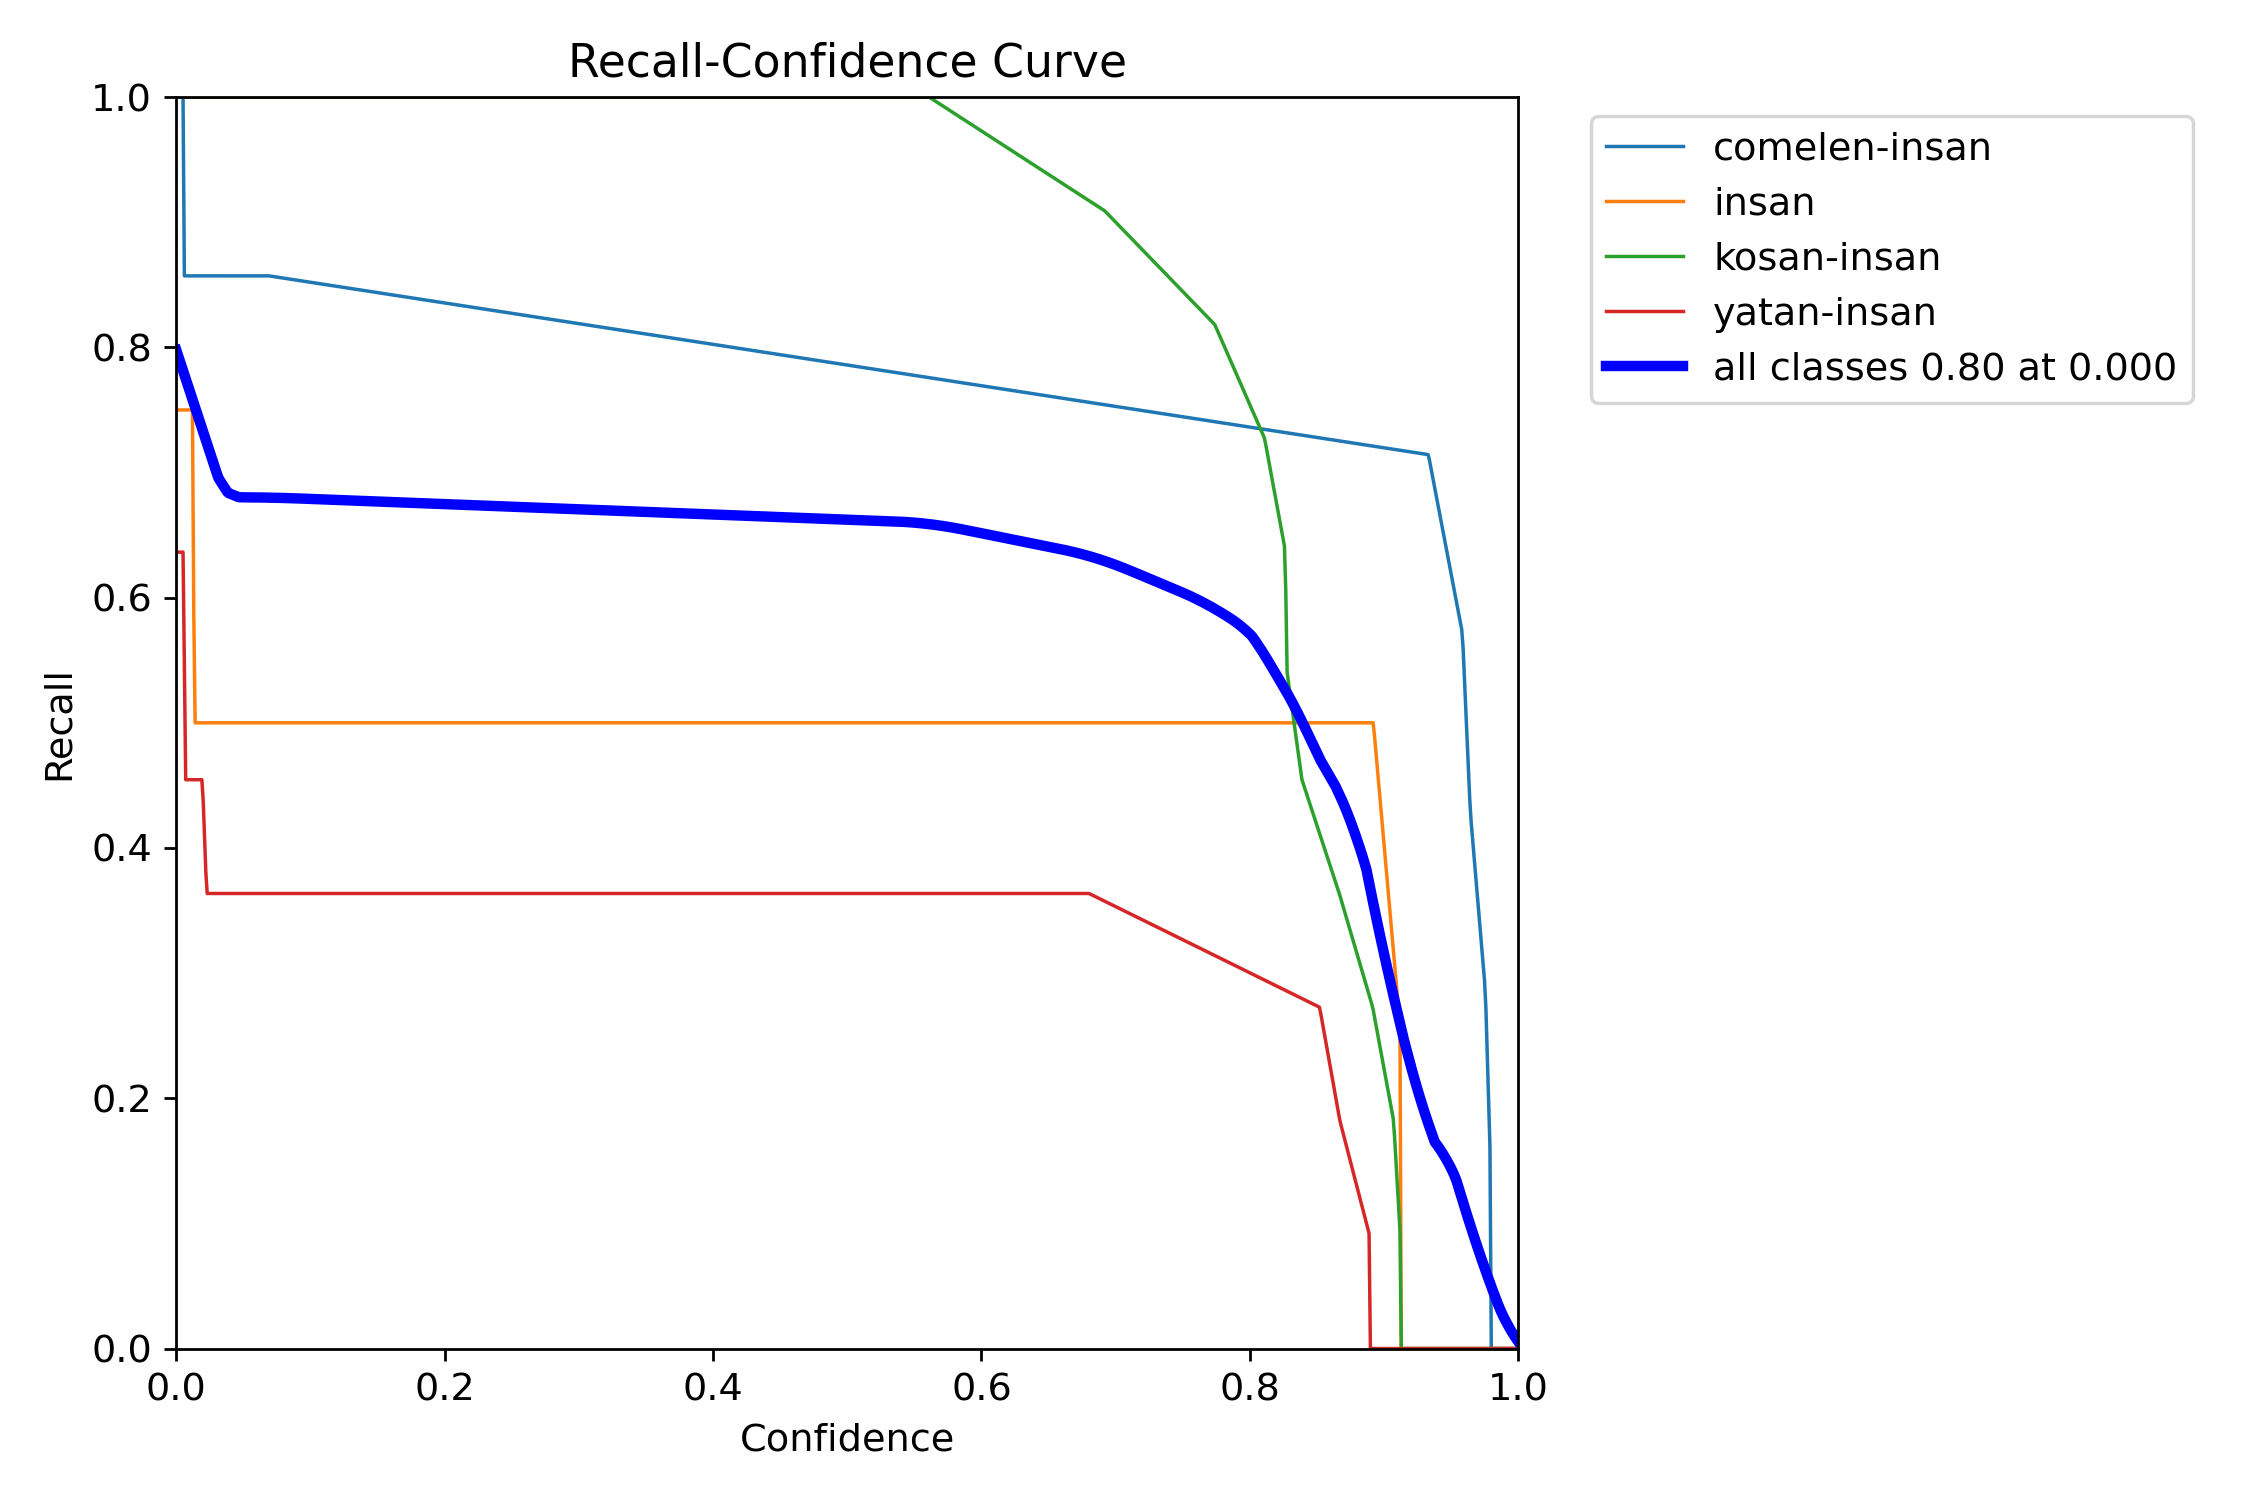 Recall-Confidence Curve
1.0
0.8
0.6
0.4
0.2
0.0
Recall
0.0 0.2 0.4 0.6 0.8 1.0
Confidence
comelen-insan
insan
kosan-insan
yatan-insan
all classes 0.80 at 0.000